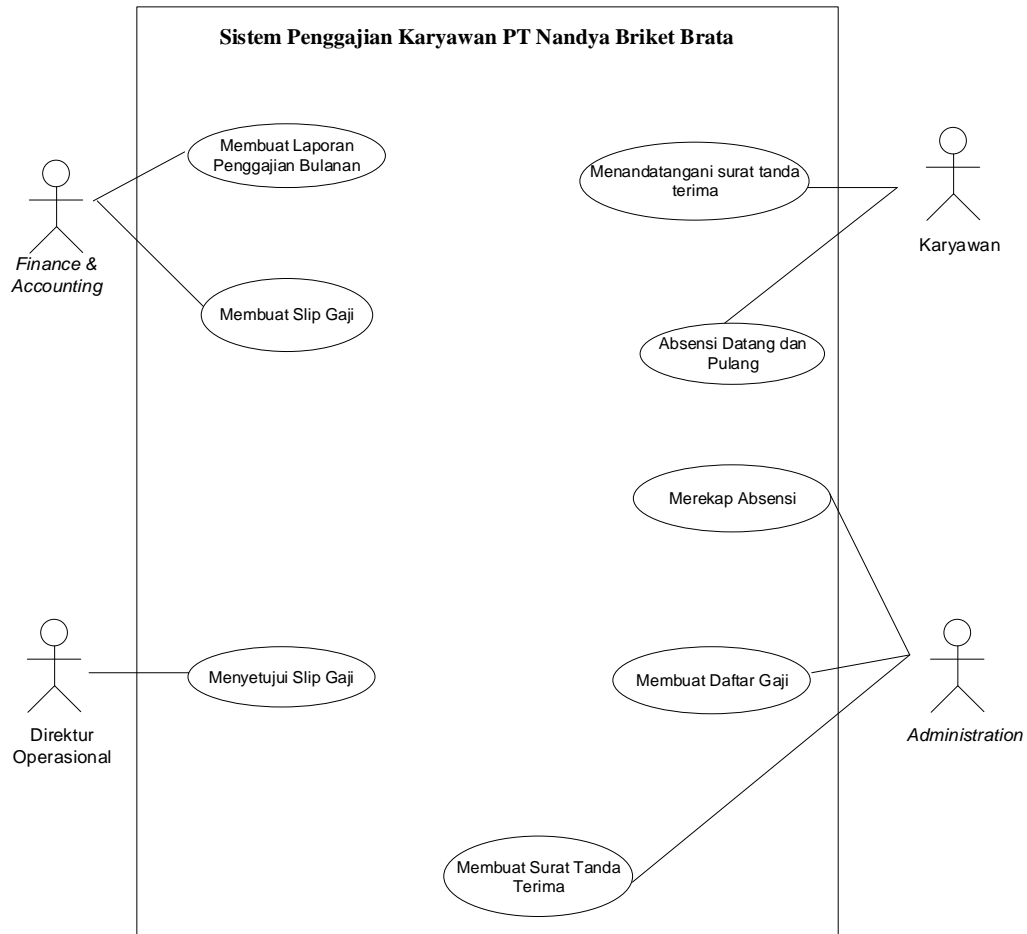 Sistem Penggajian Karyawan PT Nandya Briket Brata
Membuat Laporan
Penggajian Bulanan
Menandatangani surat tanda
terima
Finance &
Accounting
Karyawan
Membuat Slip Gaji
Absensi Datang dan
Pulang
Merekap Absensi
Menyetujui Slip Gaji
Membuat Daftar Gaji
Direktur
Operasional
Administration
Membuat Surat Tanda
Terima